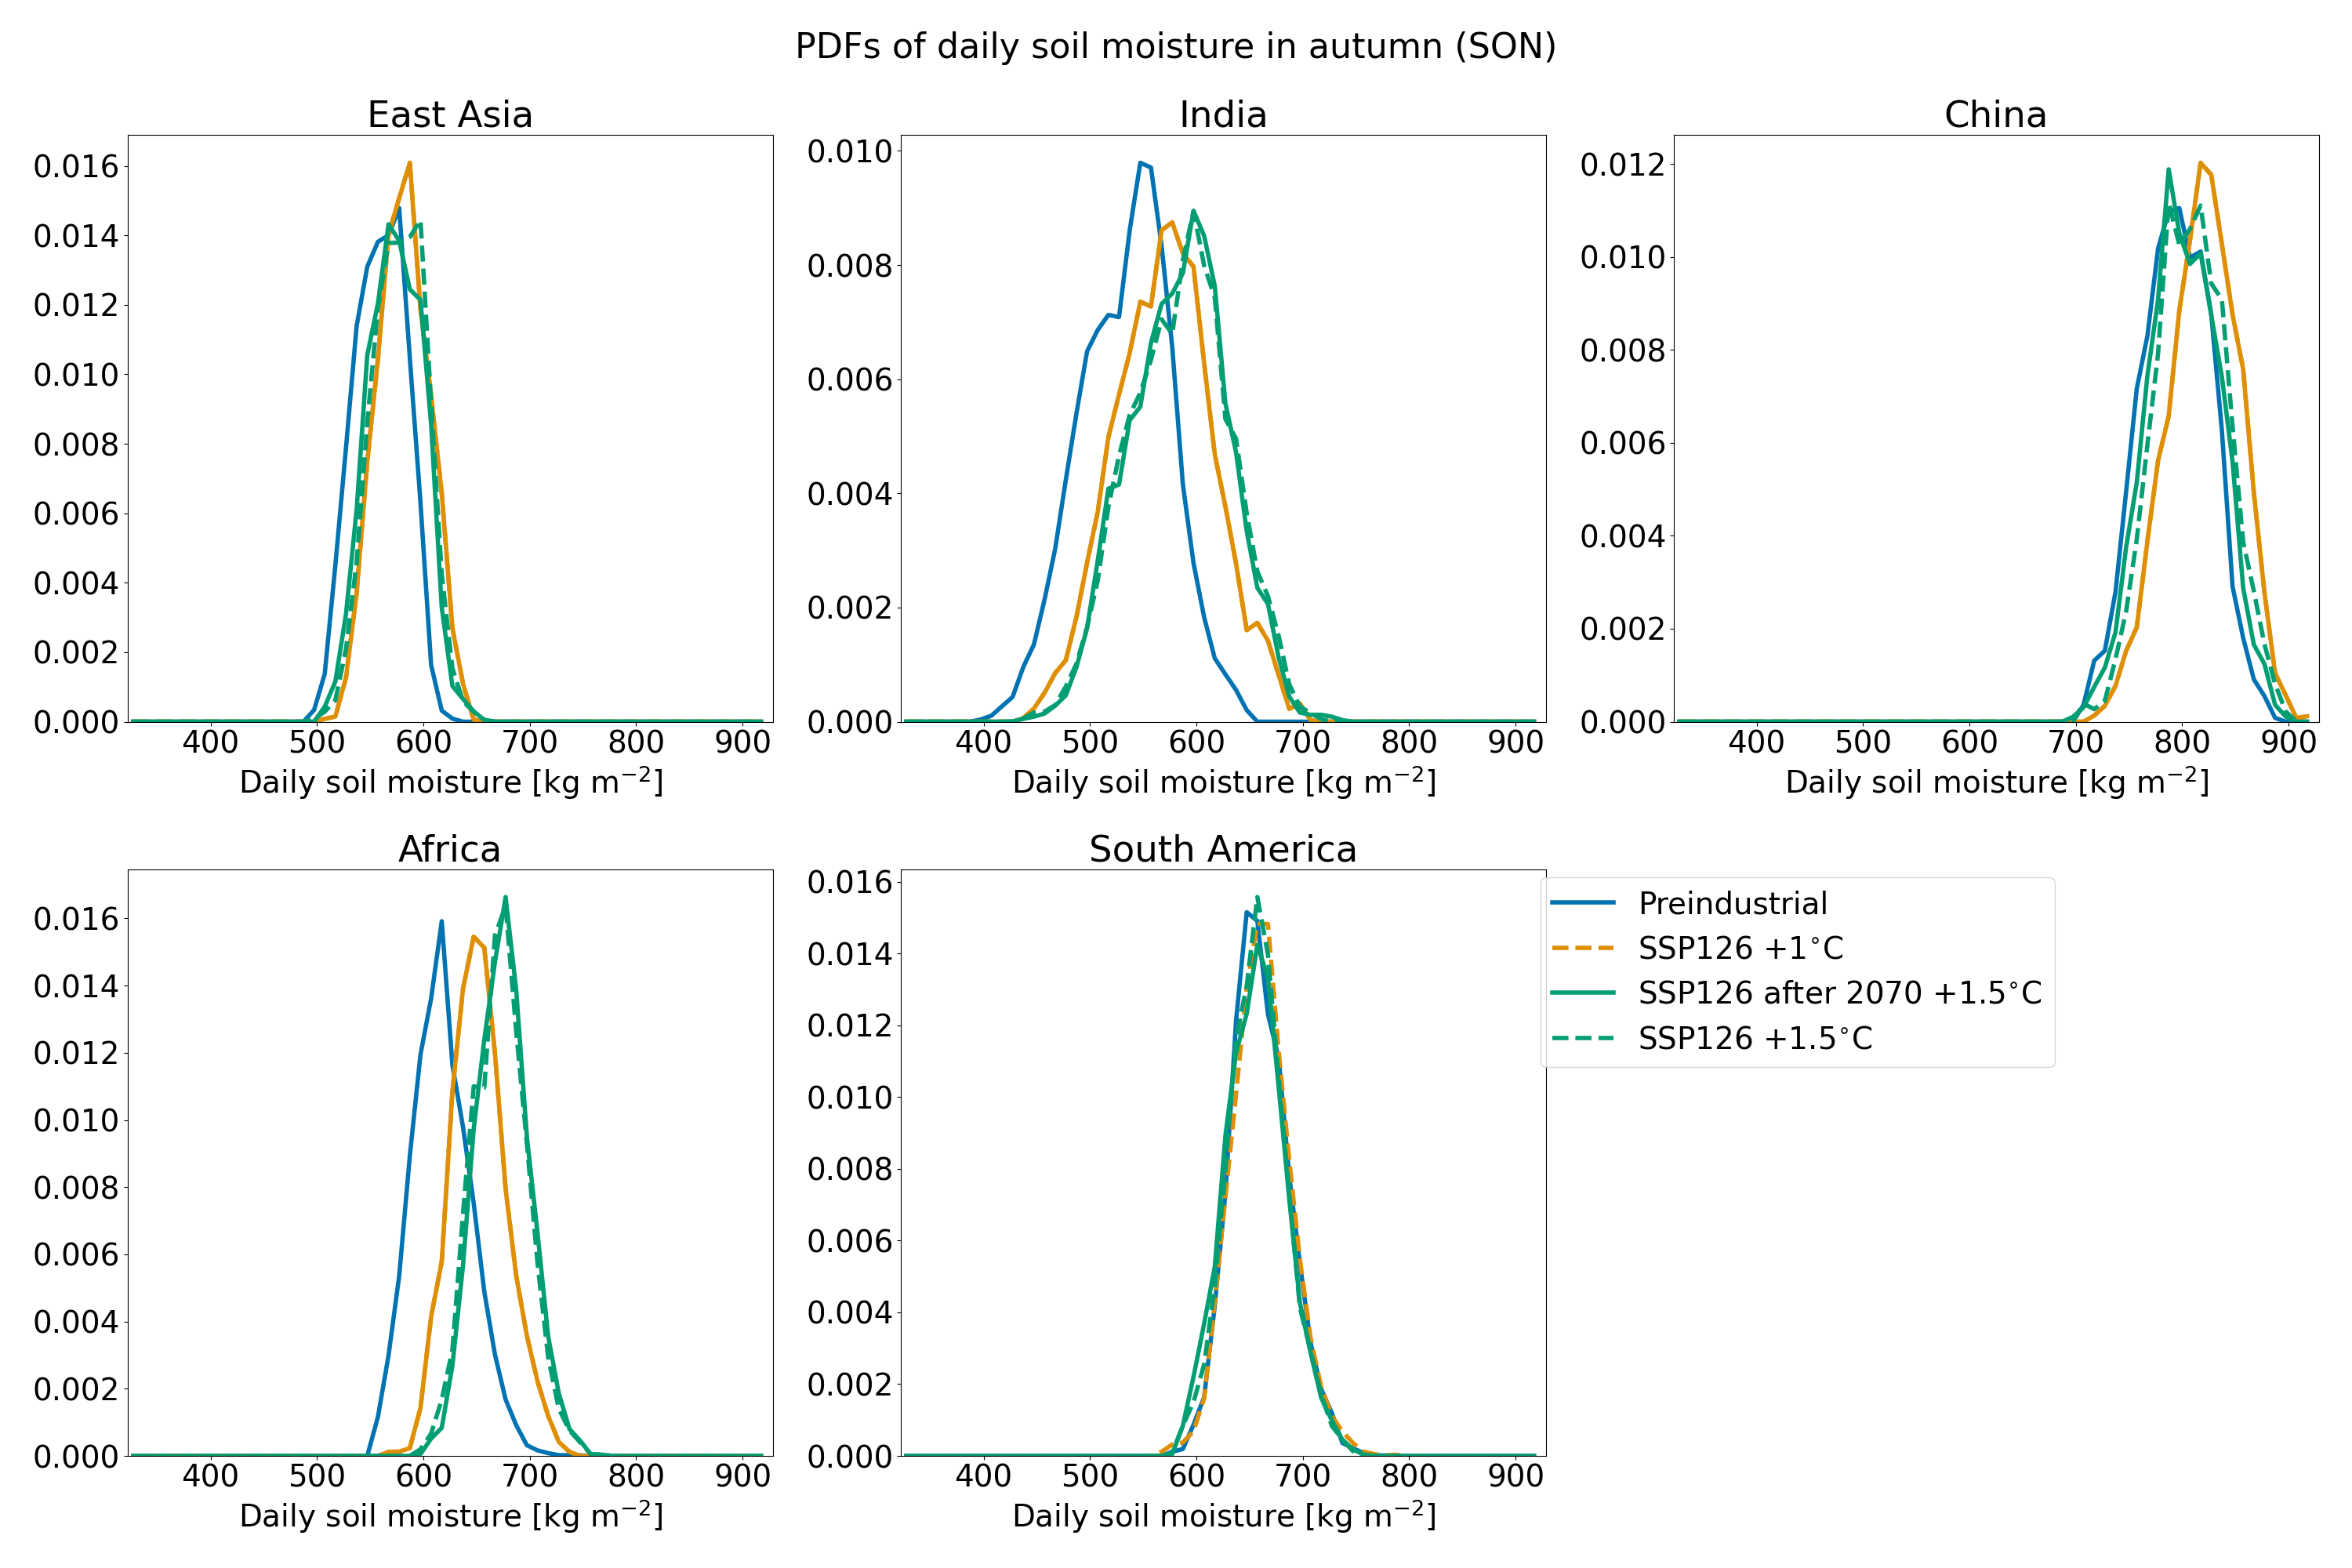 PDFs of daily soil moisture in autumn (SON)
East Asia
0.016
0.014
0.012
0.010
0.008
0.006
0.004
0.002
0.000
400 500 600 700 800 900
Daily soil moisture [kg m⁻²]
India
0.010
0.008
0.006
0.004
0.002
0.000
400 500 600 700 800 900
Daily soil moisture [kg m⁻²]
China
0.012
0.010
0.008
0.006
0.004
0.002
0.000
400 500 600 700 800 900
Daily soil moisture [kg m⁻²]
Africa
0.016
0.014
0.012
0.010
0.008
0.006
0.004
0.002
0.000
400 500 600 700 800 900
Daily soil moisture [kg m⁻²]
South America
0.016
0.014
0.012
0.010
0.008
0.006
0.004
0.002
0.000
400 500 600 700 800 900
Daily soil moisture [kg m⁻²]
Preindustrial
SSP126 +1°C
SSP126 after 2070 +1.5°C
SSP126 +1.5°C